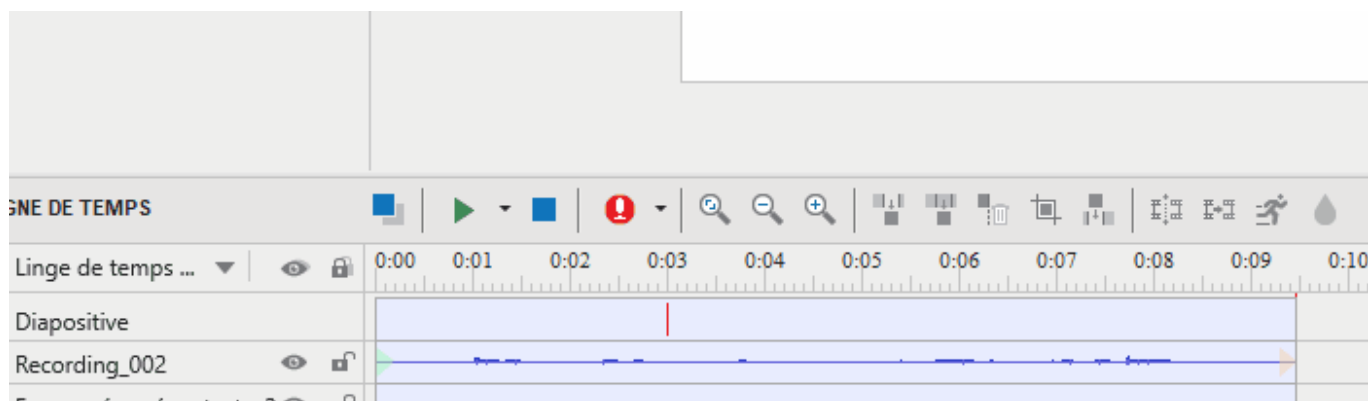 GNE DE TEMPS
Linge de temps ...
0:00 0:01 0:02 0:03 0:04 0:05 0:06 0:07 0:08 0:09 0:10
Diapositive
Recording_002